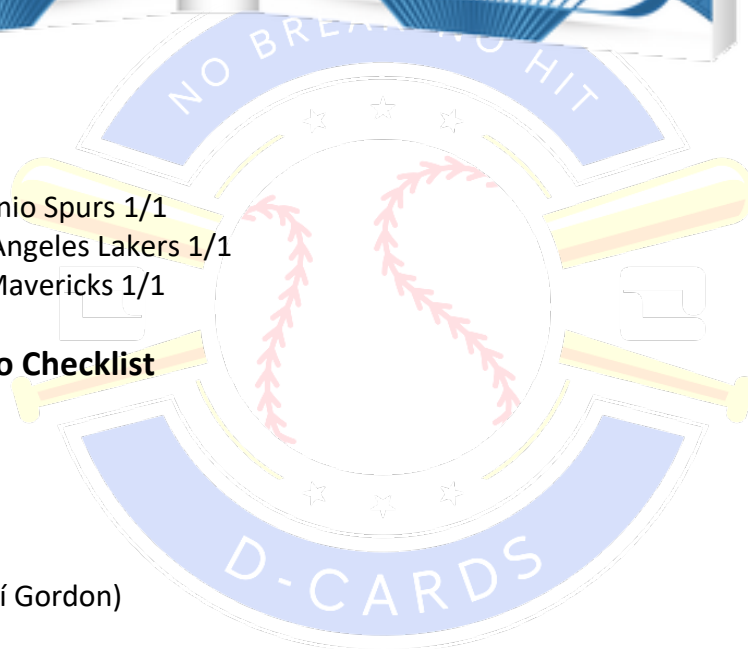 NO BREAK NO HIT
nio Spurs 1/1
Angeles Lakers 1/1
Mavericks 1/1
o Checklist
D-CARDS
í Gordon)